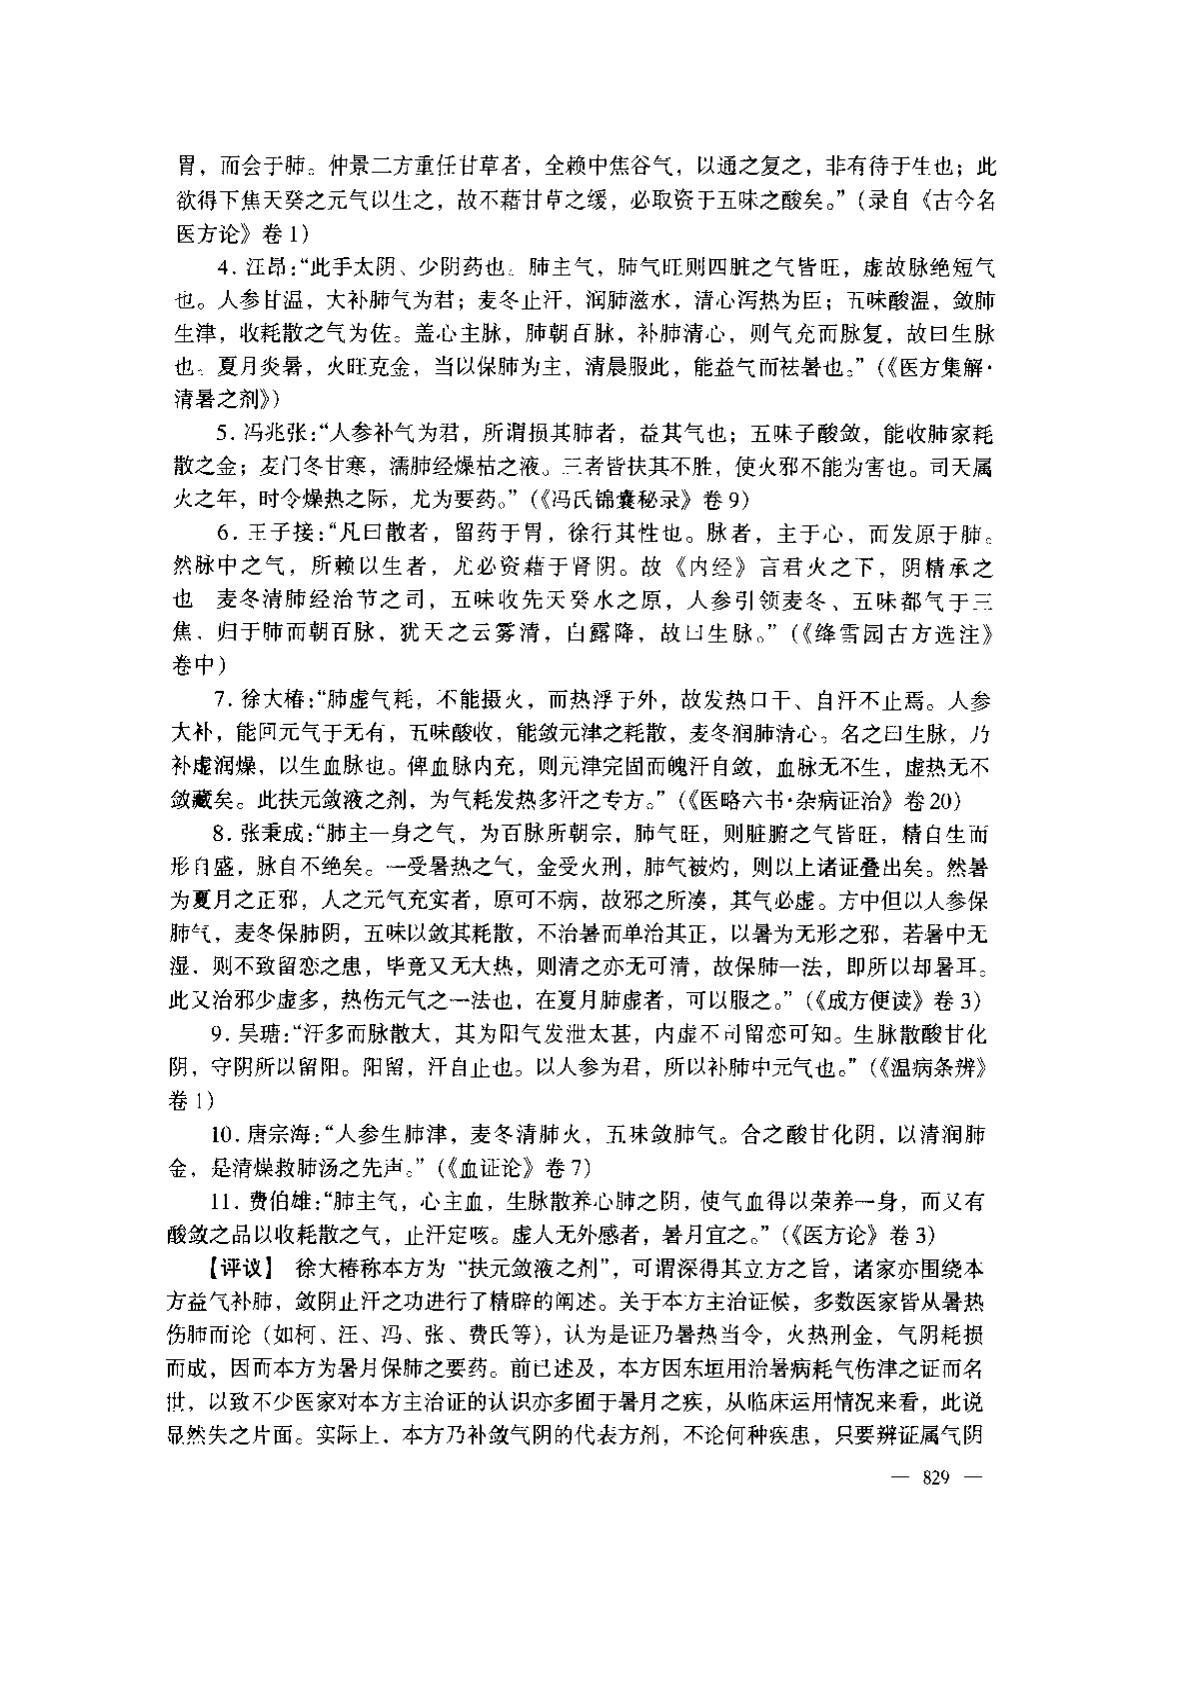 胃，而会于肺。仲景二方重任甘草者，全赖中焦谷气，以通之复之，非有待于生也；此
欲得下焦天癸之元气以生之，故不藉甘草之缓，必取资于五味之酸矣。”（录自《古今名
医方论》卷1）
4. 汪昂：“此手太阴、少阴药也。肺主气，肺气旺则四脏之气皆旺，虚故脉绝短气
也。人参甘温，大补肺气为君；麦冬止汗，润肺滋水，清心泻热为臣；五味酸温，敛肺
生津，收耗散之气为佐。盖心主脉，肺朝百脉，补肺清心，则气充而脉复，故曰生脉
也。夏月炎暑，火旺克金，当以保肺为主，清晨服此，能益气而祛暑也。”（《医方集解·
清暑之剂》）
5. 冯兆张：“人参补气为君，所谓损其肺者，益其气也；五味子酸敛，能收肺家耗
散之金；麦门冬甘寒，濡肺经燥枯之液。三者皆扶其不胜，使火邪不能为害也。司天属
火之年，时令燥热之际，尤为要药。”（《冯氏锦囊秘录》卷9）
6. 王子接：“凡曰散者，留药于胃，徐行其性也。脉者，主于心，而发原于肺。
然脉中之气，所赖以生者，尤必资藉于肾阴。故《内经》言君火之下，阴精承之
也 麦冬清肺经治节之司，五味收先天癸水之原，人参引领麦冬、五味都气于三
焦，归于肺而朝百脉，犹天之云雾清，白露降，故曰生脉。”（《绛雪园古方选注》
卷中）
7. 徐大椿：“肺虚气耗，不能摄火，而热浮于外，故发热口干、自汗不止焉。人参
大补，能回元气于无有，五味酸收，能敛元津之耗散，麦冬润肺清心。名之曰生脉，乃
补虚润燥，以生血脉也。俾血脉内充，则元津完固而魄汗自敛，血脉无不生，虚热无不
敛藏矣。此扶元敛液之剂，为气耗发热多汗之专方。”（《医略六书·杂病证治》卷20）
8. 张秉成：“肺主一身之气，为百脉所朝宗，肺气旺，则脏腑之气皆旺，精自生而
形自盛，脉自不绝矣。一受暑热之气，金受火刑，肺气被灼，则以上诸证叠出矣。然暑
为夏月之正邪，人之元气充实者，原可不病，故邪之所凑，其气必虚。方中但以人参保
肺气，麦冬保肺阴，五味以敛其耗散，不治暑而单治其正，以暑为无形之邪，若暑中无
湿，则不致留恋之患，毕竟又无大热，则清之亦无可清，故保肺一法，即所以却暑耳。
此又治邪少虚多，热伤元气之一法也，在夏月肺虚者，可以服之。”（《成方便读》卷3）
9. 吴瑭：“汗多而脉散大，其为阳气发泄太甚，内虚不司留恋可知。生脉散酸甘化
阴，守阴所以留阳。阳留，汗自止也。以人参为君，所以补肺中元气也。”（《温病条辨》
卷1）
10. 唐宗海：“人参生肺津，麦冬清肺火，五味敛肺气。合之酸甘化阴，以清润肺
金，是清燥救肺汤之先声。”（《血证论》卷7）
11. 费伯雄：“肺主气，心主血，生脉散养心肺之阴，使气血得以荣养一身，而又有
酸敛之品以收耗散之气，止汗定咳。虚人无外感者，暑月宜之。”（《医方论》卷3）
【评议】 徐大椿称本方为“扶元敛液之剂”，可谓深得其立方之旨，诸家亦围绕本
方益气补肺，敛阴止汗之功进行了精辟的阐述。关于本方主治证候，多数医家皆从暑热
伤肺而论（如柯、汪、冯、张、费氏等），认为是证乃暑热当令，火热刑金，气阴耗损
而成，因而本方为暑月保肺之要药。前已述及，本方因东垣用治暑病耗气伤津之证而名
世，以致不少医家对本方主治证的认识亦多囿于暑月之疾，从临床运用情况来看，此说
显然失之片面。实际上，本方乃补敛气阴的代表方剂，不论何种疾患，只要辨证属气阴
— 829 —